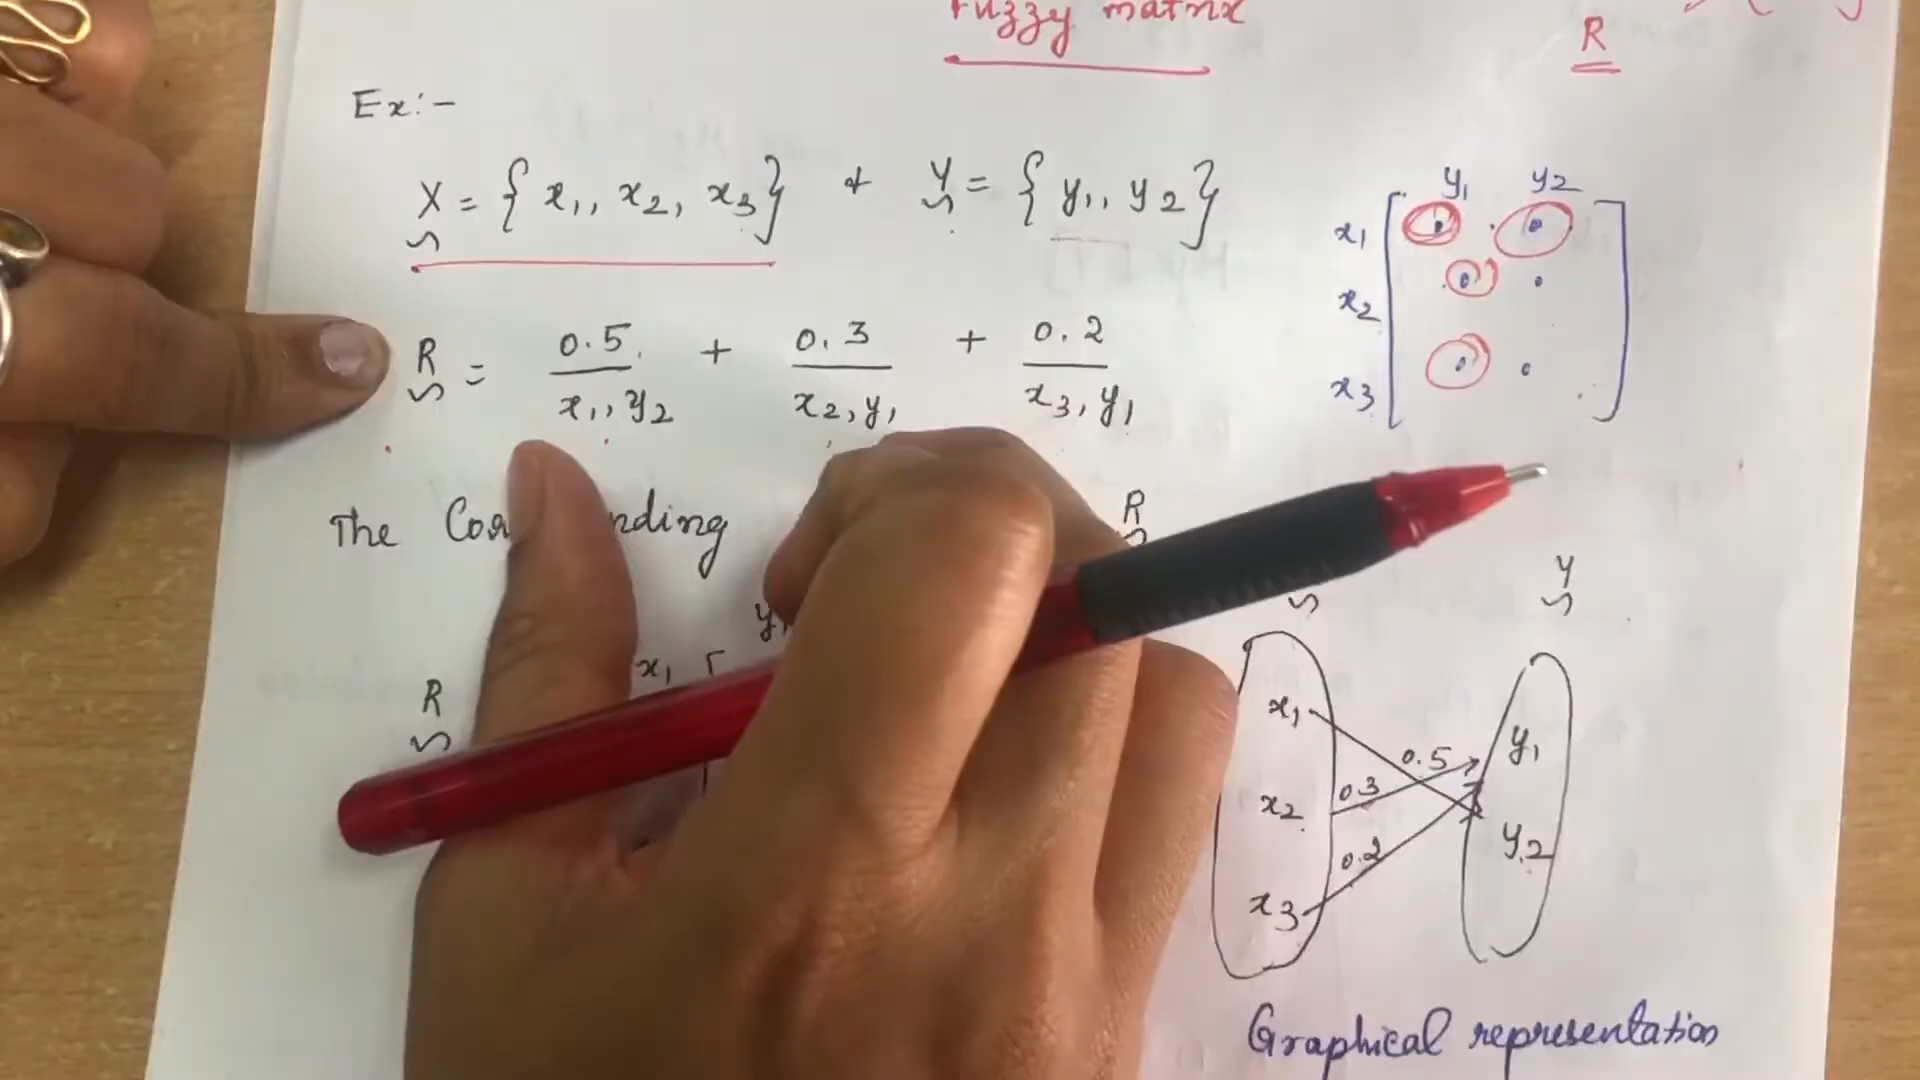 Fuzzy matrix
R
Ex:-
X = { x1, x2, x3} & Y = { y1, y2}
R = 0.5/x1, y2 + 0.3/x2, y1 + 0.2/x3, y1
y1 y2
x1
x2
x3
The
R
y1
x1
R
Y
x1
x2
x3
0.5
0.3
0.2
y1
y2
Graphical representation